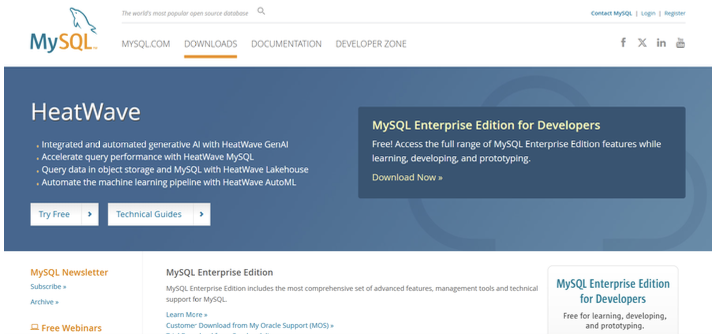 MySQL™
The world's most popular open source database
Contact MySQL | Login | Register
MYSQL.COM DOWNLOADS DOCUMENTATION DEVELOPER ZONE
HeatWave
Integrated and automated generative AI with HeatWave GenAI
Accelerate query performance with HeatWave MySQL
Query data in object storage and MySQL with HeatWave Lakehouse
Automate the machine learning pipeline with HeatWave AutoML
Try Free
Technical Guides
MySQL Enterprise Edition for Developers
Free! Access the full range of MySQL Enterprise Edition features while
learning, developing, and prototyping.
Download Now »
MySQL Newsletter
Subscribe »
Archive »
Free Webinars
MySQL Enterprise Edition
MySQL Enterprise Edition includes the most comprehensive set of advanced features, management tools and technical
support for MySQL.
Learn More »
Customer Download from My Oracle Support (MOS) »
MySQL Enterprise Edition
for Developers
Free for learning, developing,
and prototyping.